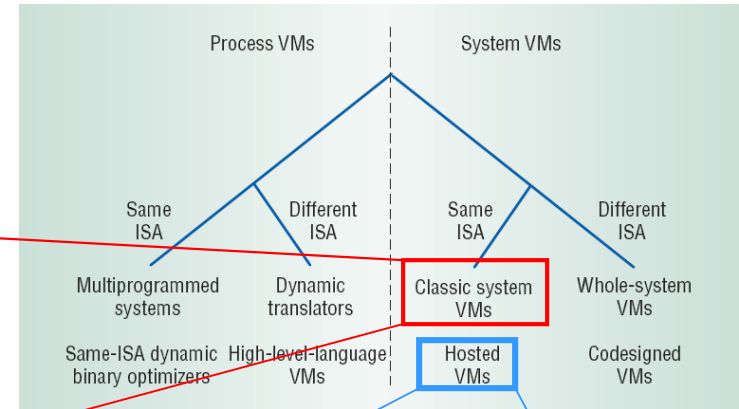 Process VMs
System VMs
Same
ISA
Different
ISA
Same
ISA
Different
ISA
Multiprogrammed
systems
Dynamic
translators
Classic system
VMs
Whole-system
VMs
Same-ISA dynamic
binary optimizers
High-level-language
VMs
Hosted
VMs
Codesigned
VMs